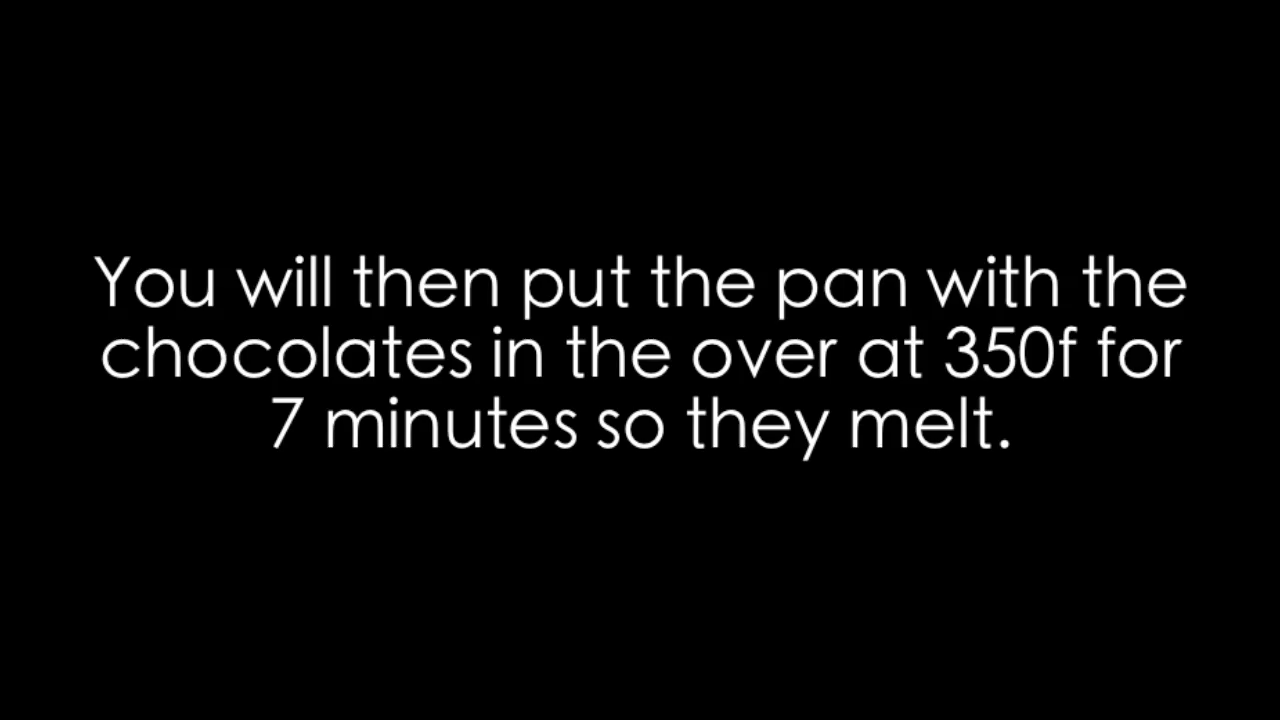 You will then put the pan with the
chocolates in the over at 350f for
7 minutes so they melt.